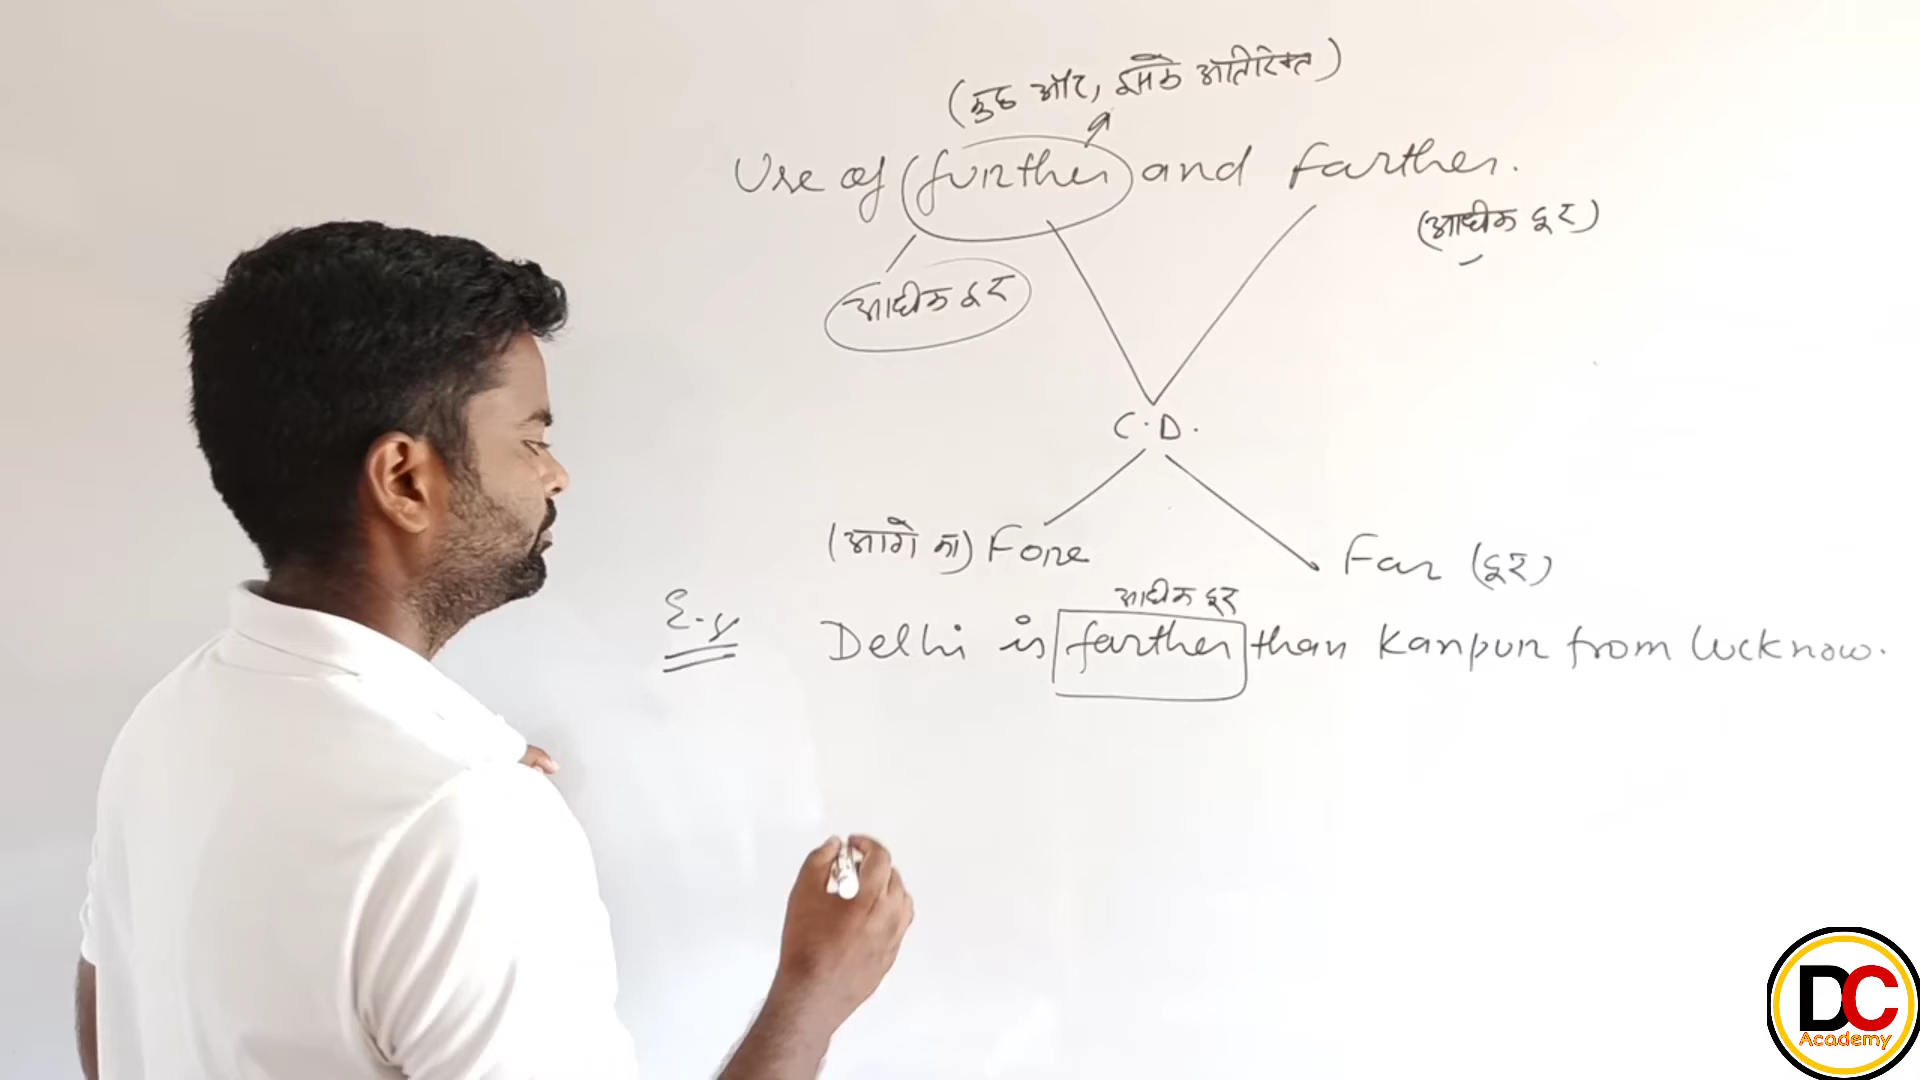 (कुछ और, इसके अतिरिक्त)
Use of further and farther.
(अधिक दूर)
अधिक दूर
C.D.
(आगे का) Fore
Far (दूर)
अधिक दूर
E.g Delhi is farther than Kanpur from Lucknow.
DC
Academy